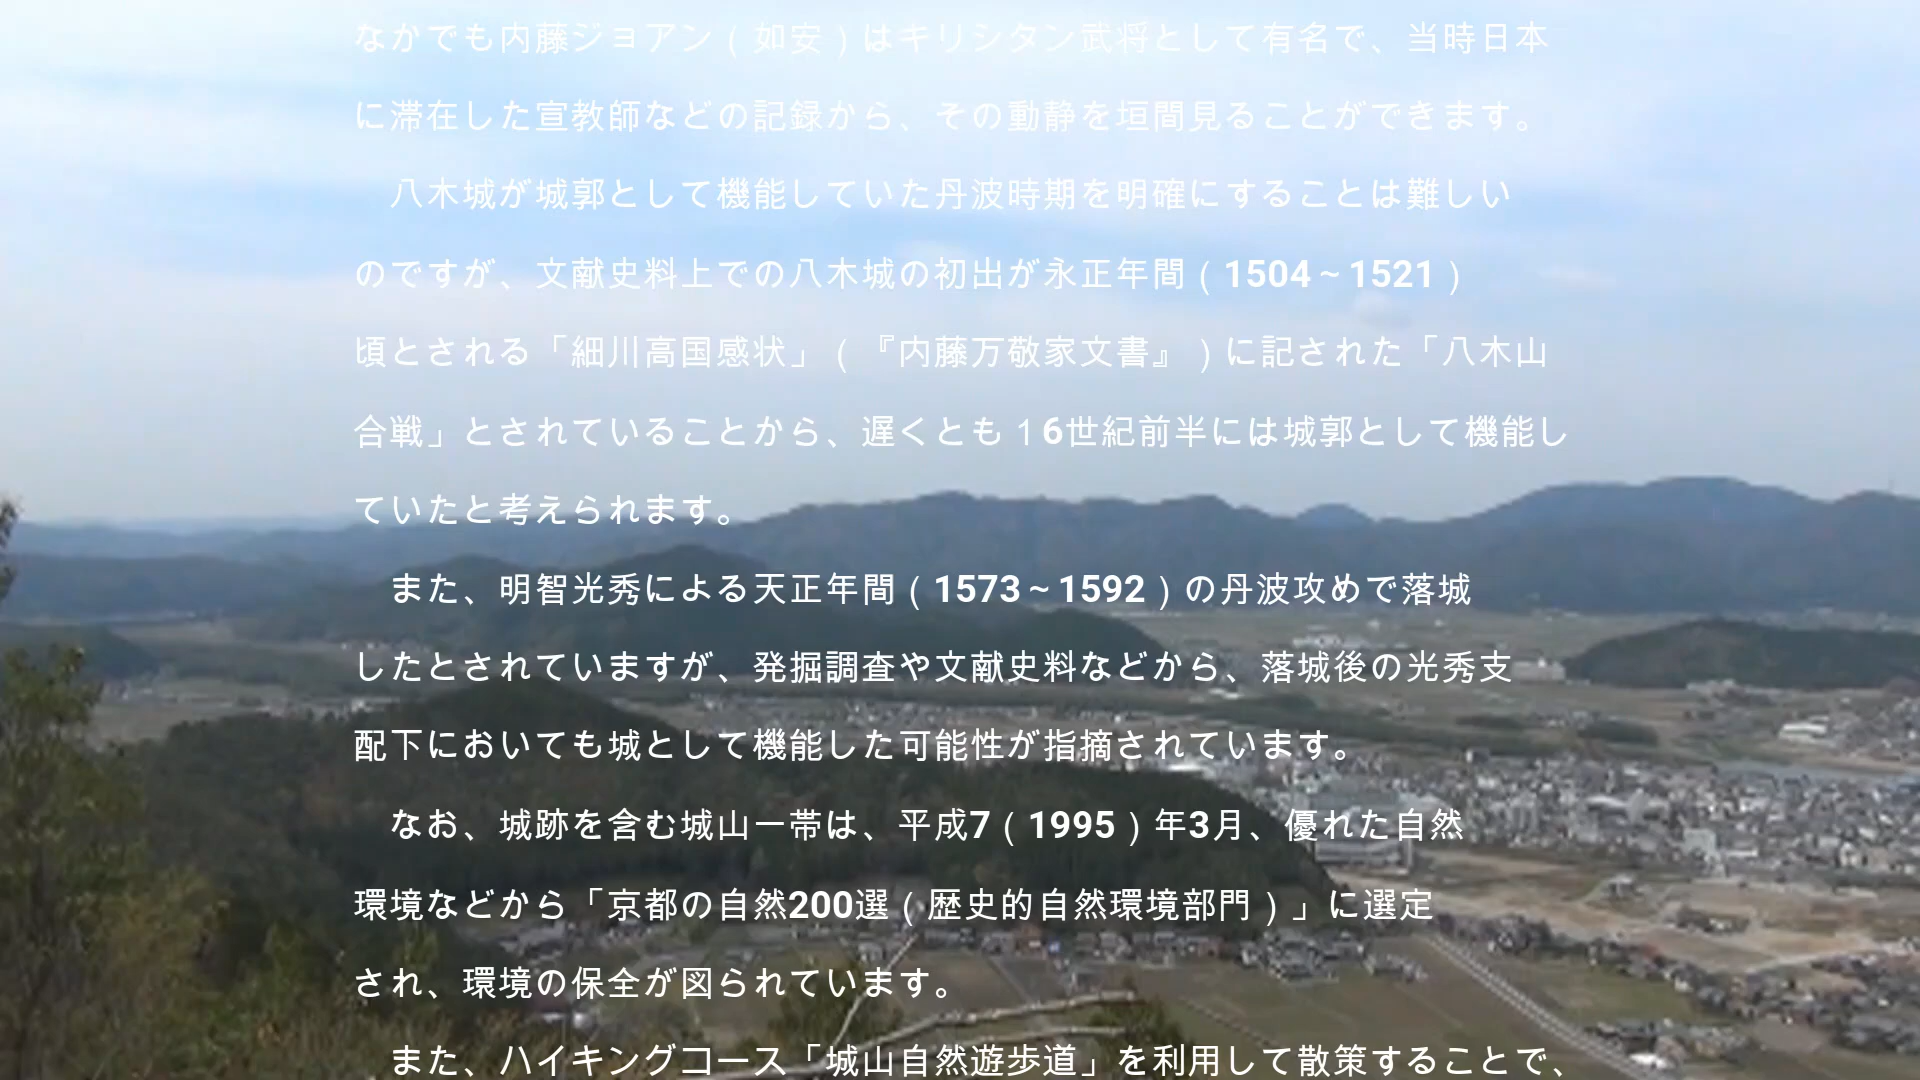 なかでも内藤ジョアン(如安)はキリシタン武将として有名で、当時日本
に滞在した宣教師などの記録から、その動静を垣間見ることができます。
　八木城が城郭として機能していた丹波時期を明確にすることは難しい
のですが、文献史料上での八木城の初出が永正年間(1504~1521)
頃とされる「細川高国感状」(『内藤万敬家文書』)に記された「八木山
合戦」とされていることから、遅くとも16世紀前半には城郭として機能し
ていたと考えられます。
　また、明智光秀による天正年間(1573~1592)の丹波攻めで落城
したとされていますが、発掘調査や文献史料などから、落城後の光秀支
配下においても城として機能した可能性が指摘されています。
　なお、城跡を含む城山一帯は、平成7(1995)年3月、優れた自然
環境などから「京都の自然200選(歴史的自然環境部門)」に選定
され、環境の保全が図られています。
　また、ハイキングコース「城山自然遊歩道」を利用して散策することで、